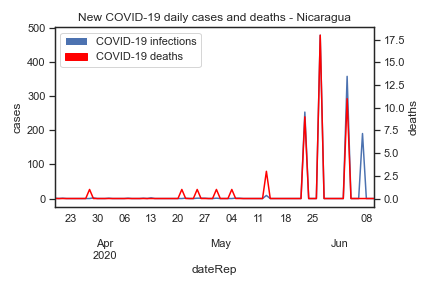 New COVID-19 daily cases and deaths - Nicaragua
COVID-19 infections
COVID-19 deaths
500
400
300
200
100
0
cases
17.5
15.0
12.5
10.0
7.5
5.0
2.5
0.0
deaths
23 30 06 13 20 27 04 11 18 25 08
Apr May Jun
2020
dateRep